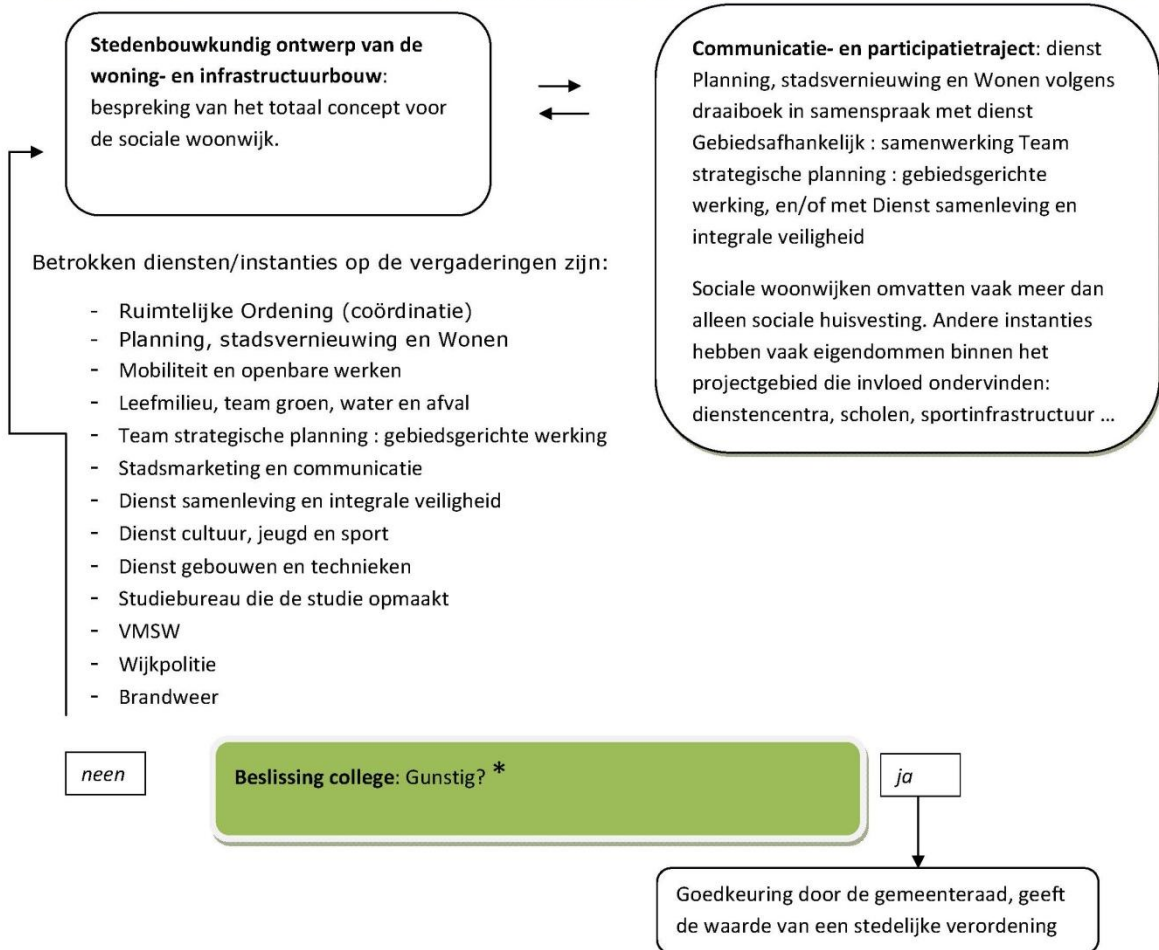 Stedenbouwkundig ontwerp van de
woning- en infrastructuurbouw:
bespreking van het totaal concept voor
de sociale woonwijk.
Communicatie- en participatietraject: dienst
Planning, stadsvernieuwing en Wonen volgens
draaiboek in samenspraak met dienst
Gebiedsafhankelijk : samenwerking Team
strategische planning : gebiedsgerichte
werking, en/of met Dienst samenleving en
integrale veiligheid
Sociale woonwijken omvatten vaak meer dan
alleen sociale huisvesting. Andere instanties
hebben vaak eigendommen binnen het
projectgebied die invloed ondervinden:
dienstencentra, scholen, sportinfrastructuur ...
Betrokken diensten/instanties op de vergaderingen zijn:
- Ruimtelijke Ordening (coördinatie)
- Planning, stadsvernieuwing en Wonen
- Mobiliteit en openbare werken
- Leefmilieu, team groen, water en afval
- Team strategische planning : gebiedsgerichte werking
- Stadsmarketing en communicatie
- Dienst samenleving en integrale veiligheid
- Dienst cultuur, jeugd en sport
- Dienst gebouwen en technieken
- Studiebureau die de studie opmaakt
- VMSW
- Wijkpolitie
- Brandweer
neen
Beslissing college: Gunstig? *
ja
Goedkeuring door de gemeenteraad, geeft
de waarde van een stedelijke verordening